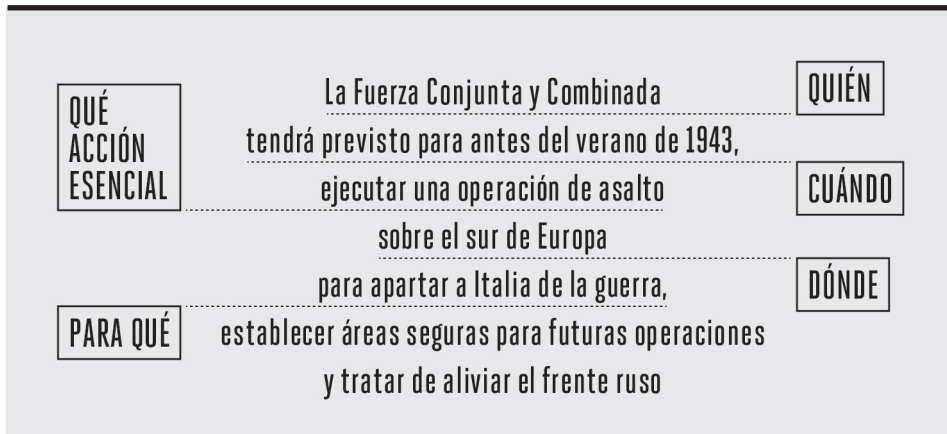 La Fuerza Conjunta y Combinada
QUIÉN
QUÉ
ACCIÓN
ESENCIAL
tendrá previsto para antes del verano de 1943,
CUÁNDO
ejecutar una operación de asalto
sobre el sur de Europa
DÓNDE
para apartar a Italia de la guerra,
PARA QUÉ
establecer áreas seguras para futuras operaciones
y tratar de aliviar el frente ruso